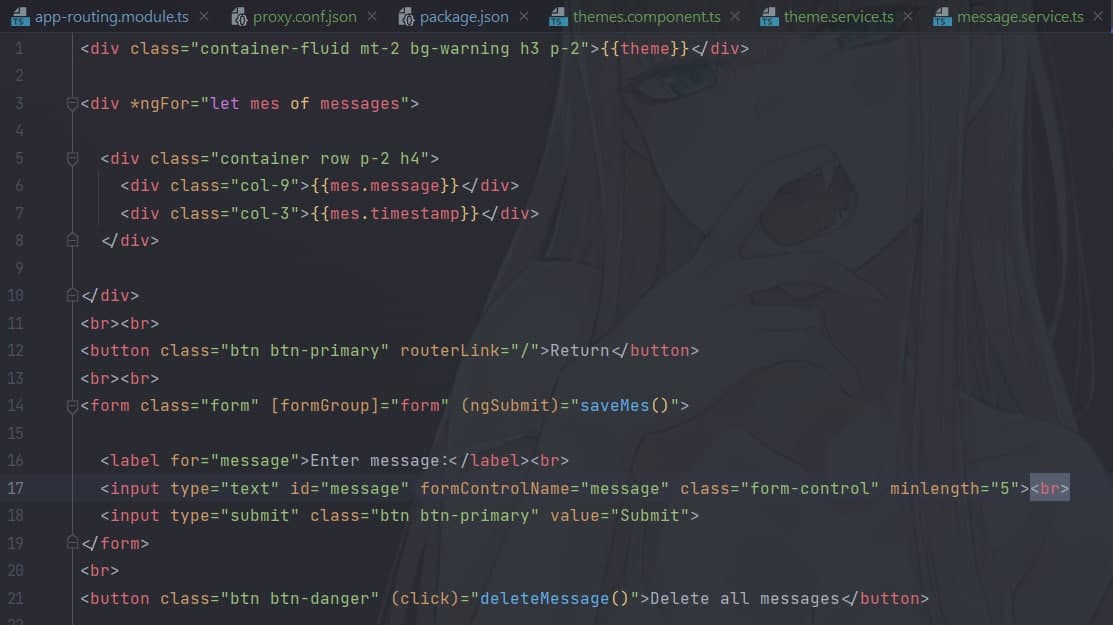 app-routing.module.ts × proxy.conf.json × package.json × themes.component.ts × theme.service.ts × message.service.ts ×
1 <div class="container-fluid mt-2 bg-warning h3 p-2">{{theme}}</div>
2
3 <div *ngFor="let mes of messages">
4
5 <div class="container row p-2 h4">
6 <div class="col-9">{{mes.message}}</div>
7 <div class="col-3">{{mes.timestamp}}</div>
8 </div>
9
10 </div>
11 <br><br>
12 <button class="btn btn-primary" routerLink="/">Return</button>
13 <br><br>
14 <form class="form" [formGroup]="form" (ngSubmit)="saveMes()">
15
16 <label for="message">Enter message:</label><br>
17 <input type="text" id="message" formControlName="message" class="form-control" minlength="5"><br>
18 <input type="submit" class="btn btn-primary" value="Submit">
19 </form>
20 <br>
21 <button class="btn btn-danger" (click)="deleteMessage()">Delete all messages</button>
22